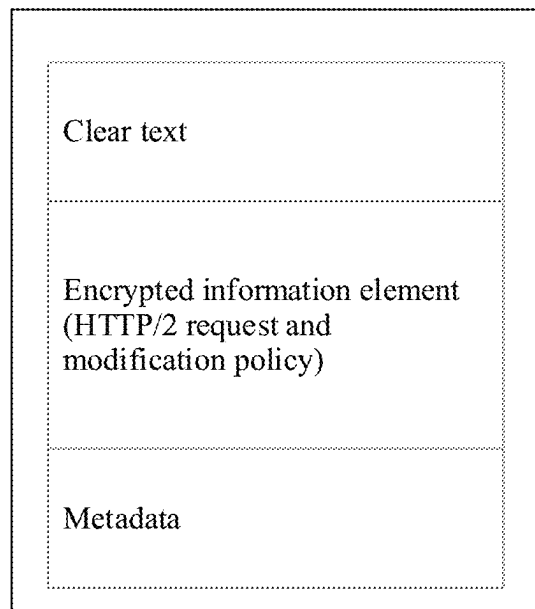 Clear text
Encrypted information element
(HTTP/2 request and
modification policy)
Metadata